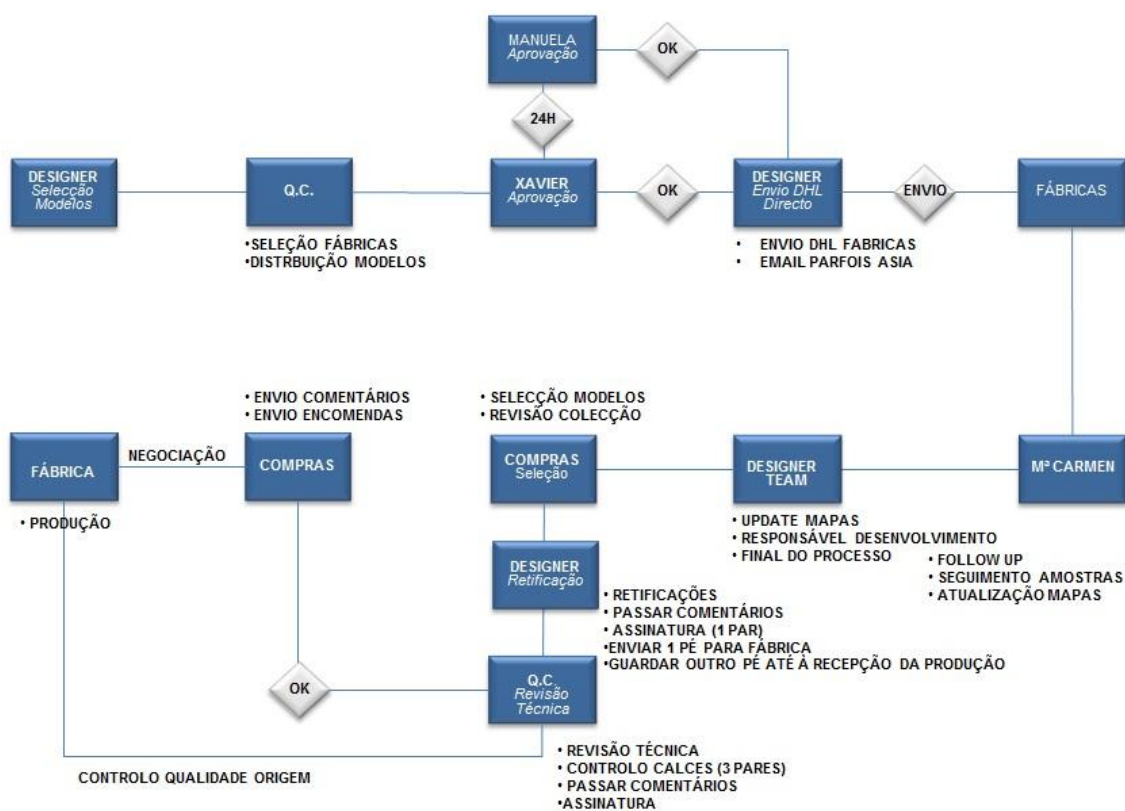 MANUELA
Aprovação
OK
24H
DESIGNER
Selecção
Modelos
Q.C.
XAVIER
Aprovação
OK
DESIGNER
Envio DHL
Directo
ENVIO
FÁBRICAS
•SELEÇÃO FÁBRICAS
•DISTRBUIÇÃO MODELOS
• ENVIO DHL FABRICAS
• EMAIL PARFOIS ASIA
• ENVIO COMENTÁRIOS
• ENVIO ENCOMENDAS
• SELECÇÃO MODELOS
• REVISÃO COLECÇÃO
FÁBRICA
NEGOCIAÇÃO
COMPRAS
COMPRAS
Seleção
DESIGNER
TEAM
Mª CARMEN
• PRODUÇÃO
• UPDATE MAPAS
• RESPONSÁVEL DESENVOLVIMENTO
• FINAL DO PROCESSO
• FOLLOW UP
• SEGUIMENTO AMOSTRAS
• ATUALIZAÇÃO MAPAS
DESIGNER
Retificação
• RETIFICAÇÕES
• PASSAR COMENTÁRIOS
• ASSINATURA (1 PAR)
•ENVIAR 1 PÉ PARA FÁBRICA
•GUARDAR OUTRO PÉ ATÉ À RECEPÇÃO DA PRODUÇÃO
OK
Q.C
Revisão
Técnica
CONTROLO QUALIDADE ORIGEM
• REVISÃO TÉCNICA
• CONTROLO CALCES (3 PARES)
• PASSAR COMENTÁRIOS
•ASSINATURA